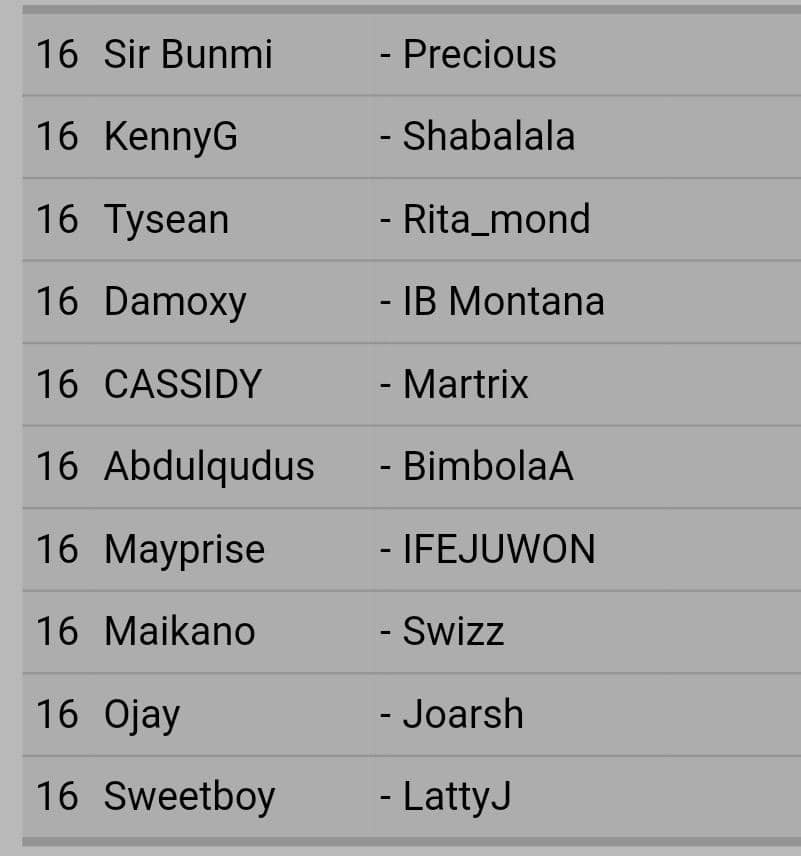 16 Sir Bunmi - Precious
16 KennyG - Shabalala
16 Tysean - Rita_mond
16 Damoxy - IB Montana
16 CASSIDY - Martrix
16 Abdulqudus - BimbolaA
16 Mayprise - IFEJUWON
16 Maikano - Swizz
16 Ojay - Joarsh
16 Sweetboy - LattyJ